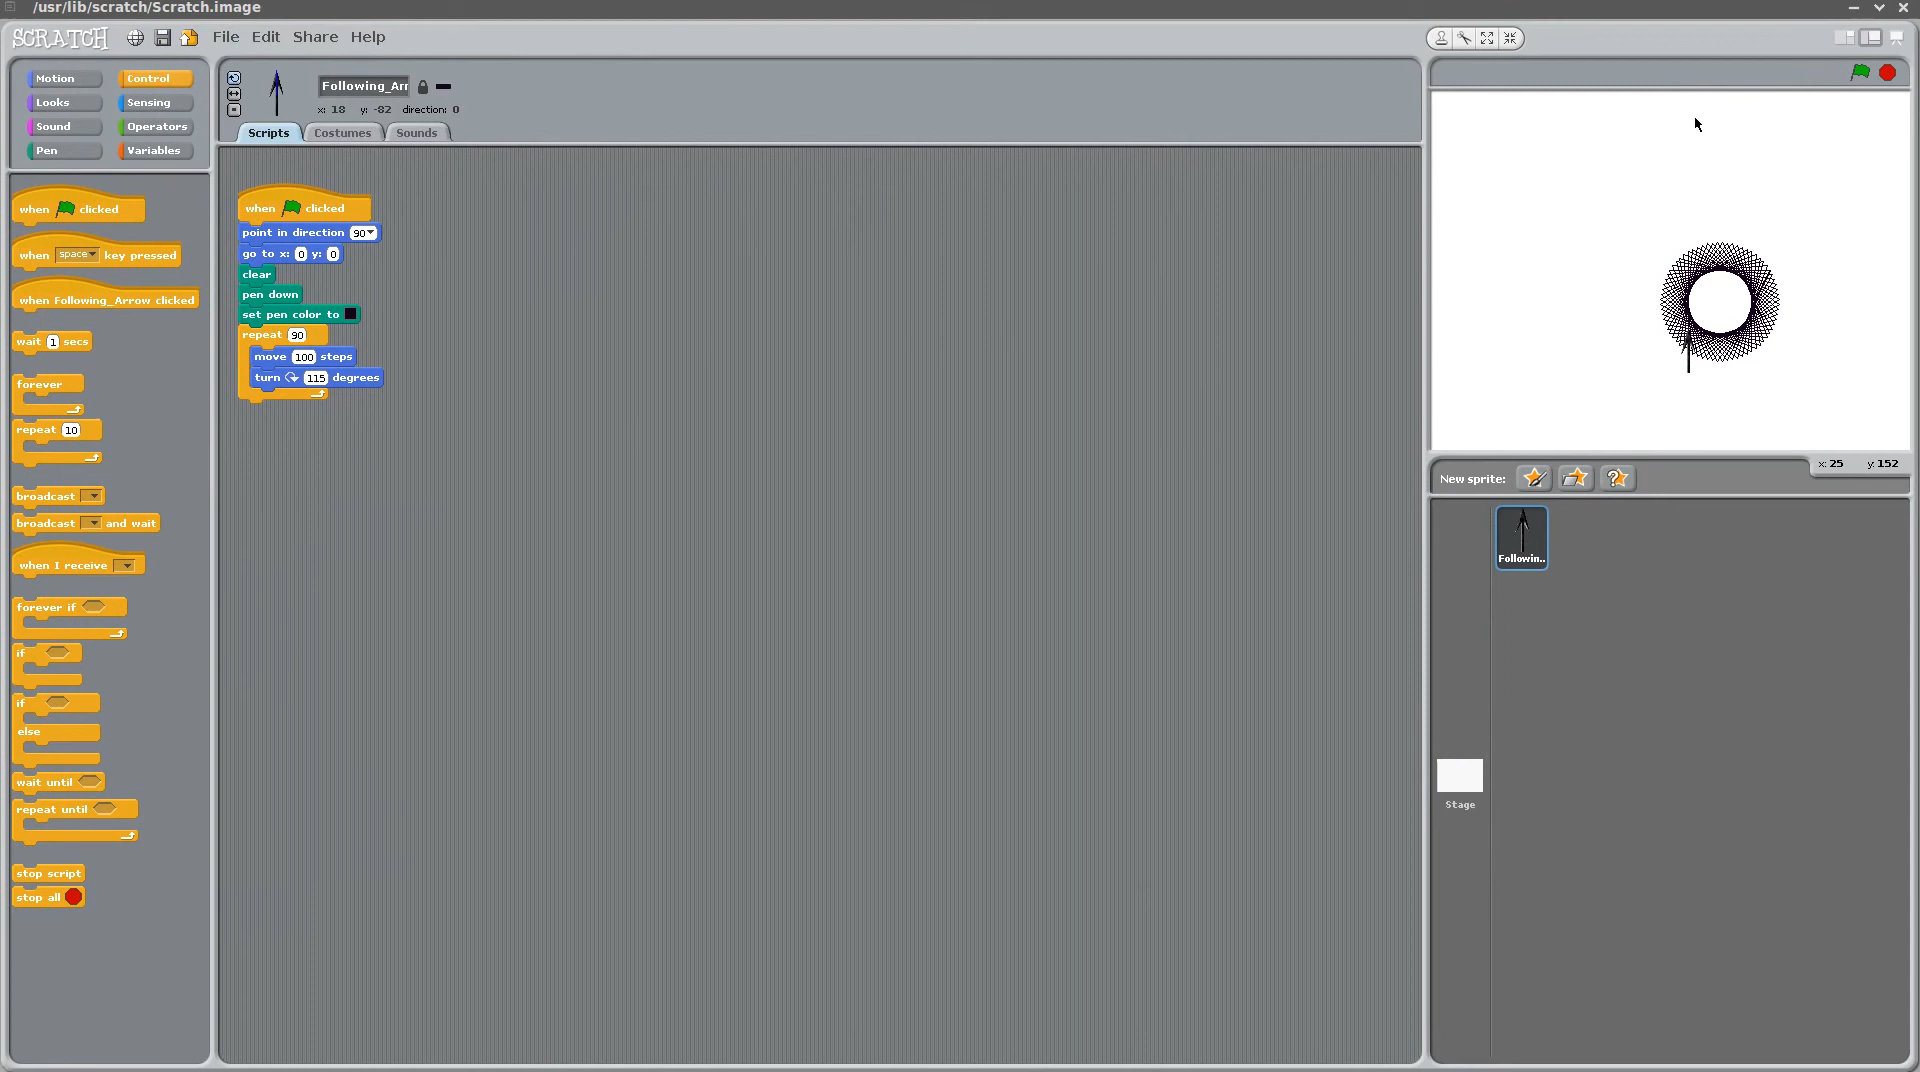 /usr/lib/scratch/Scratch.image
SCRATCH File Edit Share Help
Motion Control
Looks Sensing
Sound Operators
Pen Variables
Following_Arr
x: 18 y: -82 direction: 0
Scripts Costumes Sounds
when clicked
when space key pressed
when Following_Arrow clicked
wait 1 secs
forever
repeat 10
broadcast
broadcast and wait
when I receive
forever if
if
if
else
wait until
repeat until
stop script
stop all
when clicked
point in direction 90
go to x: 0 y: 0
clear
pen down
set pen color to
repeat 90
move 100 steps
turn 115 degrees
x: 25 y: 152
New sprite:
Followin..
Stage